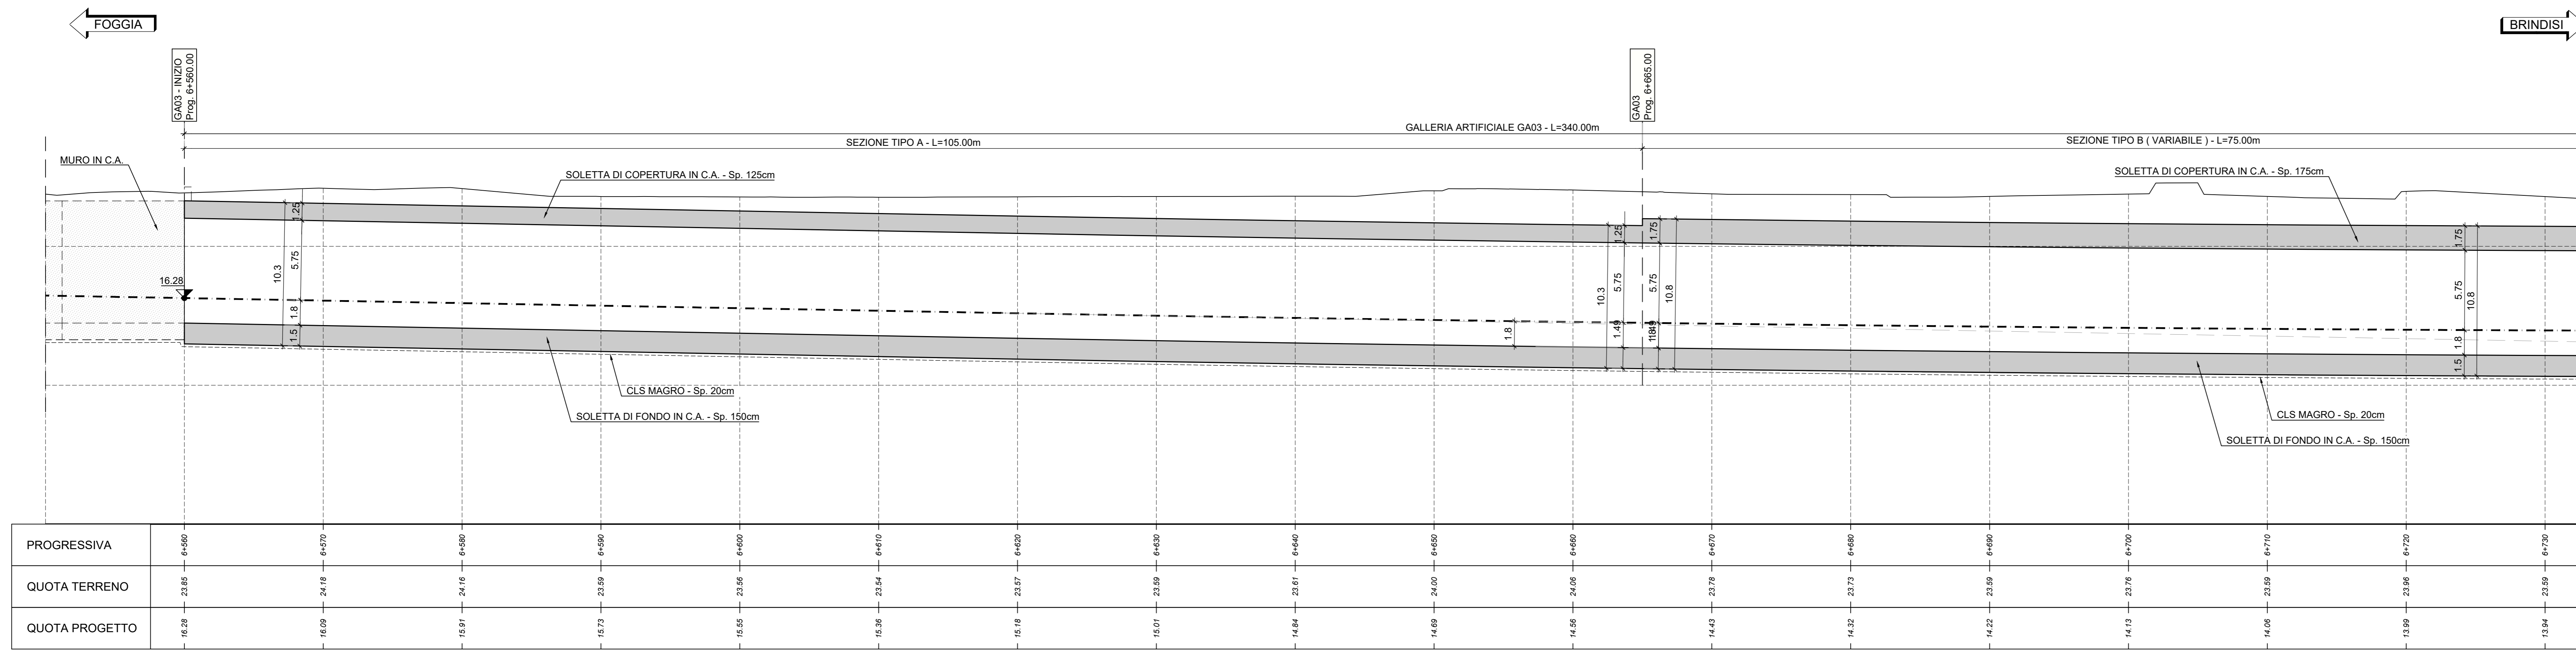 FOGGIA
BRINDISI
GA03 - INIZIO
Prog. 6+560.00
GA03
Prog. 6+665.00
GALLERIA ARTIFICIALE GA03 - L=340.00m
SEZIONE TIPO A - L=105.00m
SEZIONE TIPO B ( VARIABILE ) - L=75.00m
MURO IN C.A.
SOLETTA DI COPERTURA IN C.A. - Sp. 125cm
SOLETTA DI COPERTURA IN C.A. - Sp. 175cm
16.28
10.3
1.25
5.75
1.8
1.5
1.8
10.3
1.25
5.75
1.49
1.75
5.75
10.8
1.75
5.75
1.8
1.5
10.8
CLS MAGRO - Sp. 20cm
SOLETTA DI FONDO IN C.A. - Sp. 150cm
CLS MAGRO - Sp. 20cm
SOLETTA DI FONDO IN C.A. - Sp. 150cm
PROGRESSIVA 6+560 6+570 6+580 6+590 6+600 6+610 6+620 6+630 6+640 6+650 6+660 6+670 6+680 6+690 6+700 6+710 6+720 6+730
QUOTA TERRENO 23.85 24.18 24.16 23.59 23.56 23.54 23.57 23.59 23.61 24.00 24.06 23.78 23.73 23.59 23.76 23.59 23.96 23.59
QUOTA PROGETTO 16.28 16.09 15.91 15.73 15.55 15.36 15.18 15.01 14.84 14.69 14.56 14.43 14.32 14.22 14.13 14.06 13.99 13.94